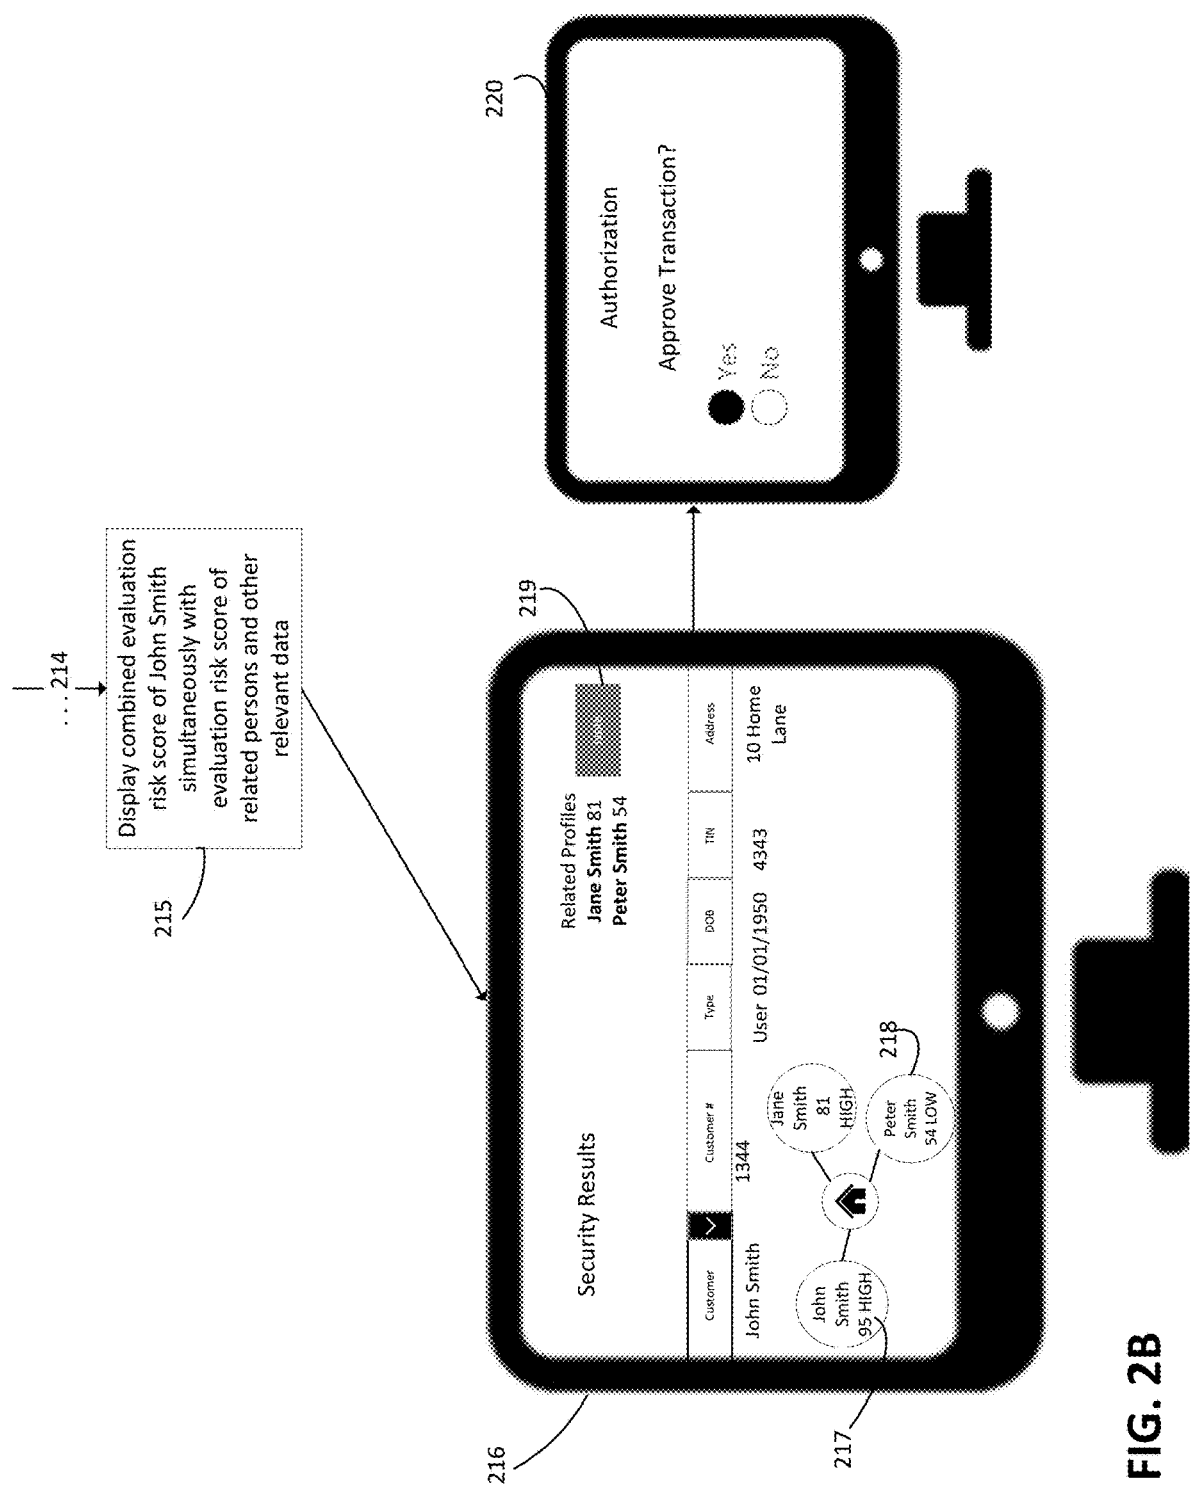 ...214
215
Display combined evaluation
risk score of John Smith
simultaneously with
evaluation risk score of
related persons and other
relevant data
216
Security Results
Related Profiles
Jane Smith 81
Peter Smith 54
219
Customer Customer # Type DOB TIN Address
John Smith 1344 User 01/01/1950 4343 10 Home
Lane
John
Smith
95 HIGH
217
Jane
Smith
81
HIGH
Peter
Smith
54 LOW
218
220
Authorization
Approve Transaction?
Yes
No
FIG. 2B